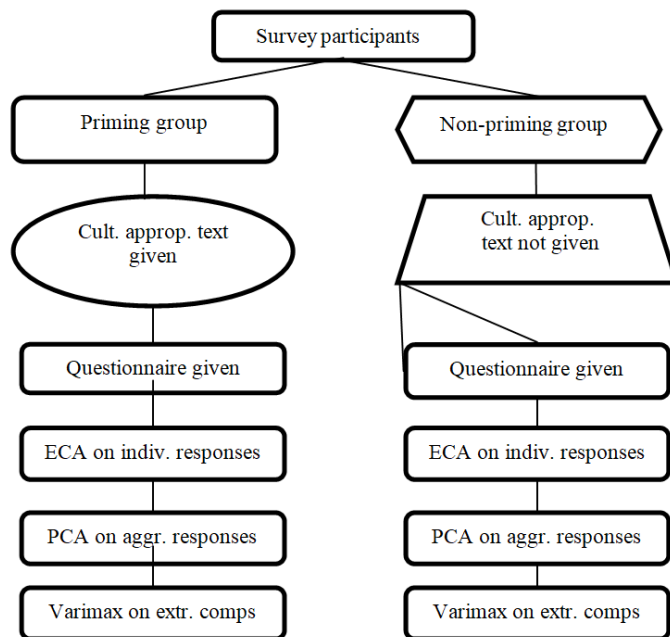 Survey participants
Priming group
Non-priming group
Cult. approp. text
given
Cult. approp.
text not given
Questionnaire given
Questionnaire given
ECA on indiv. responses
ECA on indiv. responses
PCA on aggr. responses
PCA on aggr. responses
Varimax on extr. comps
Varimax on extr. comps